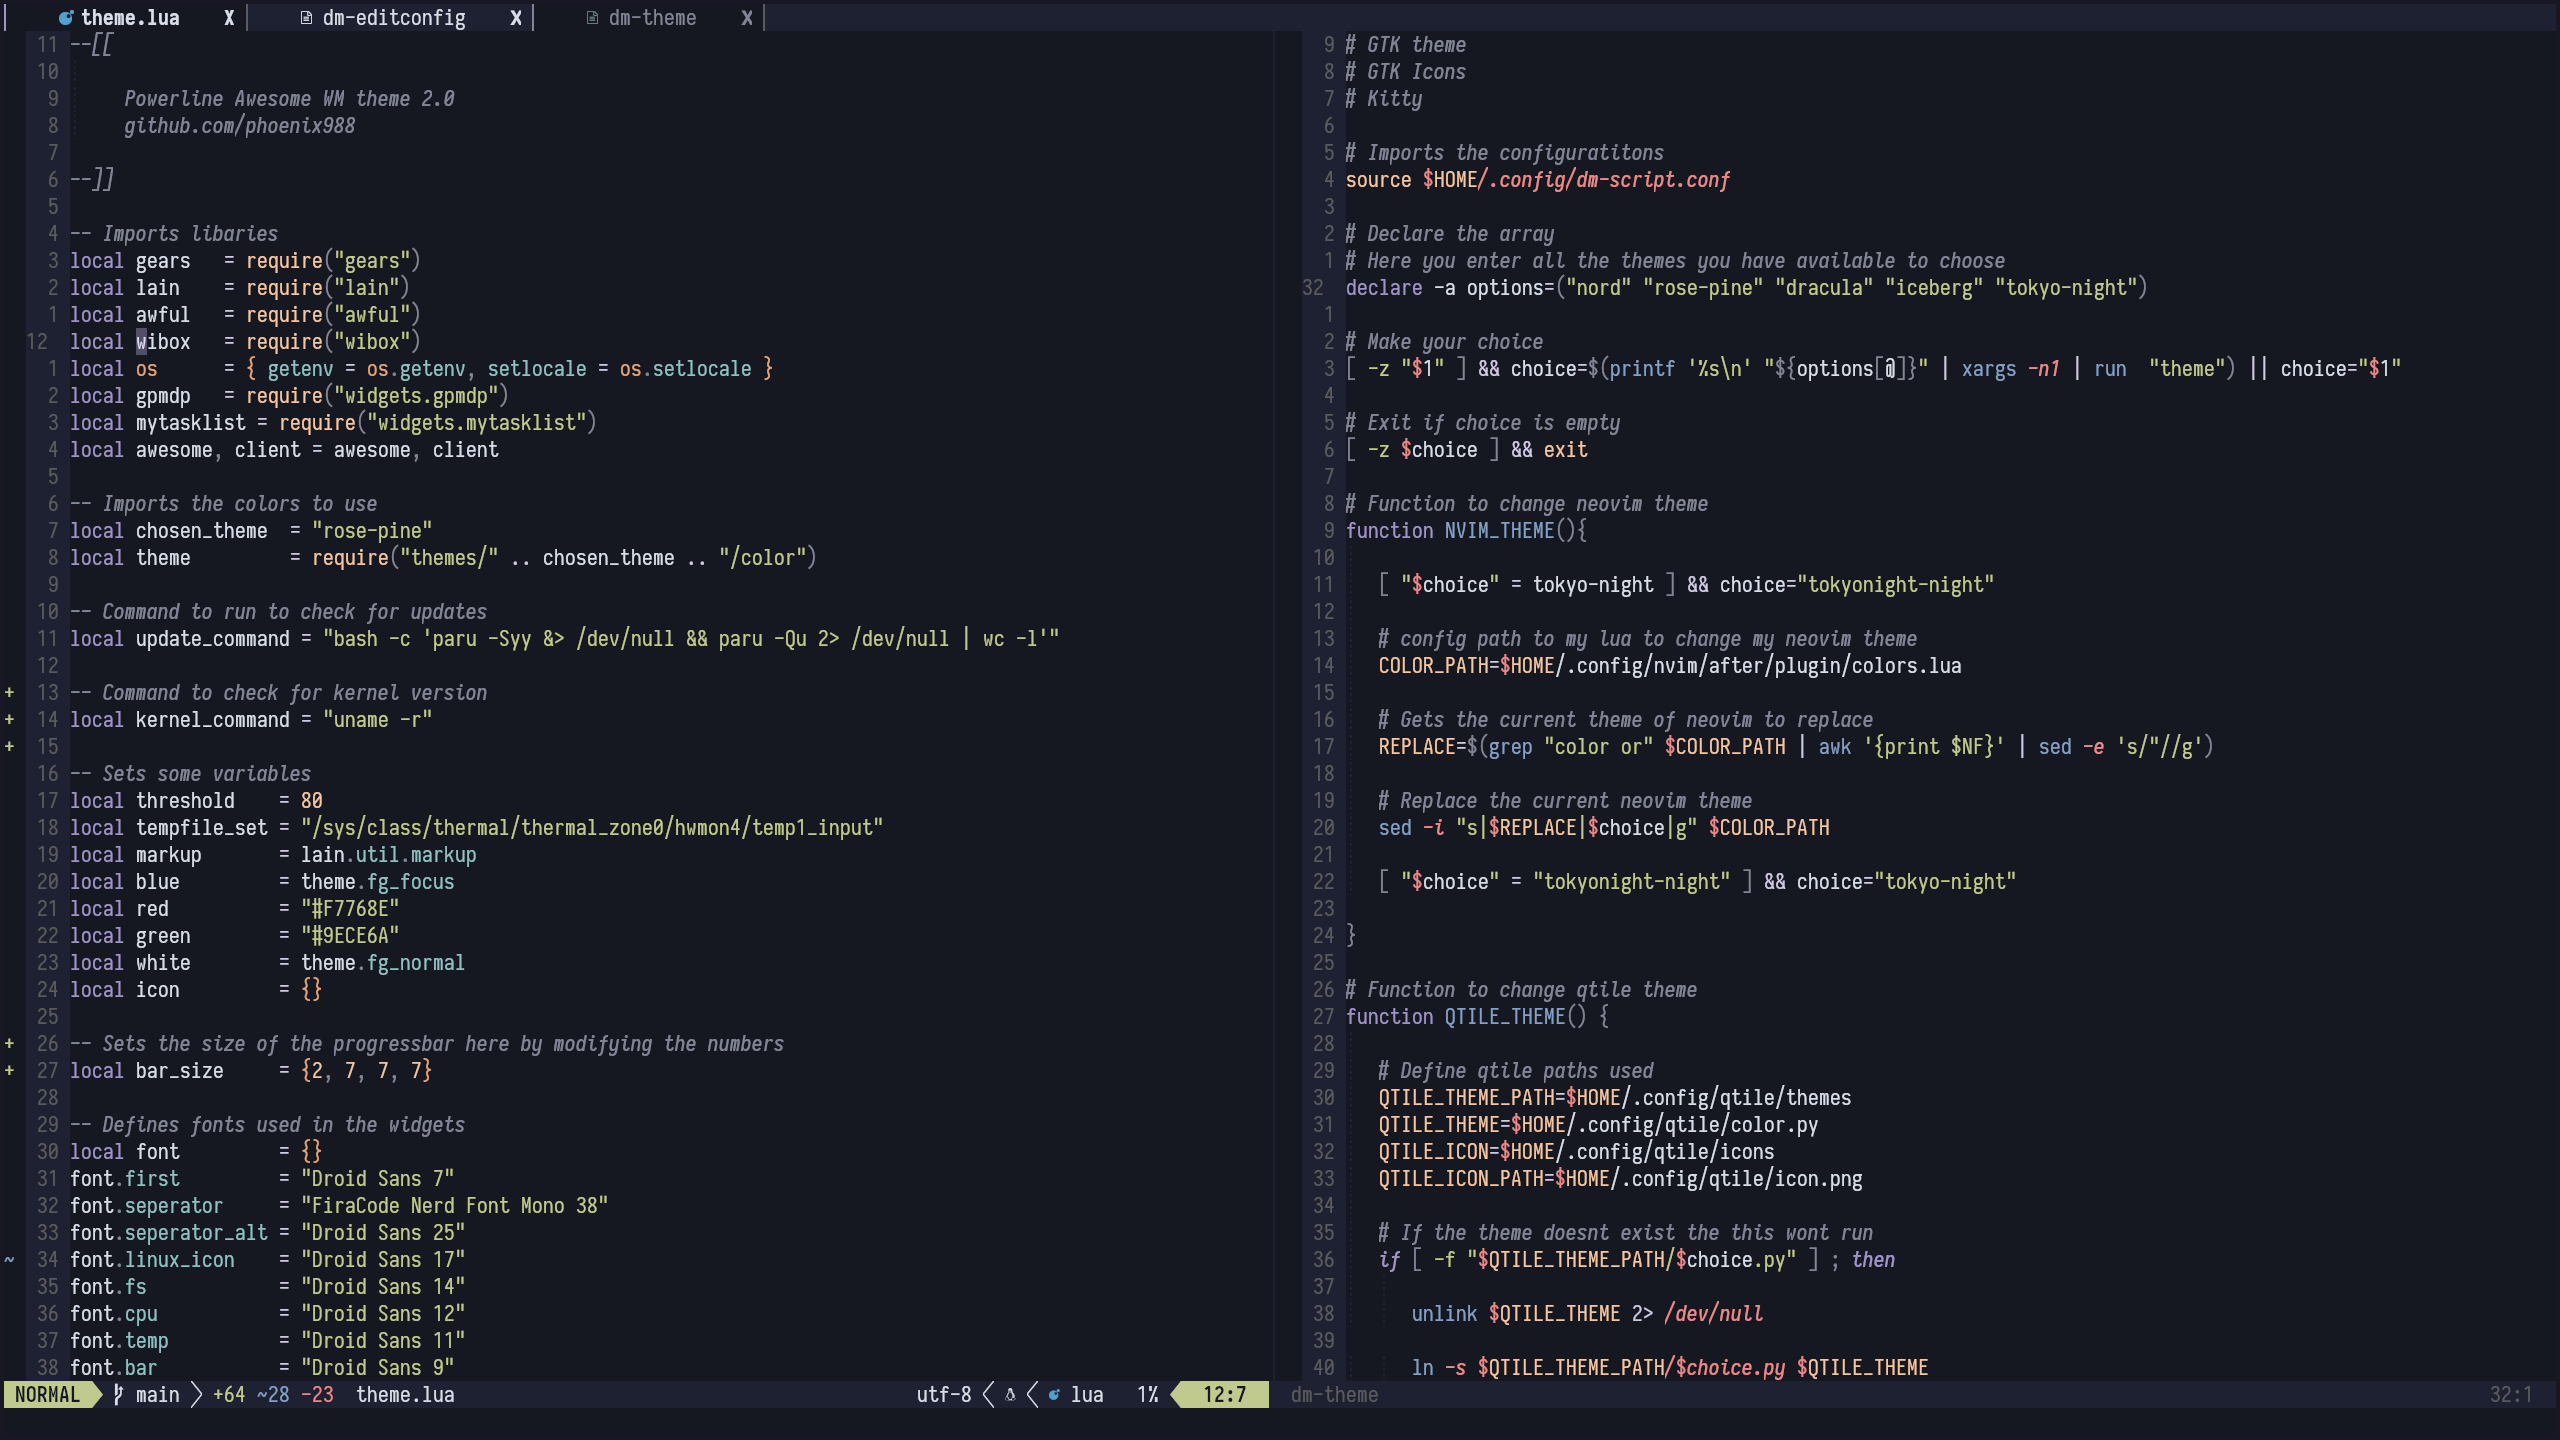 theme.lua X dm-editconfig X dm-theme X
11 --[[
10
9 Powerline Awesome WM theme 2.0
8 github.com/phoenix988
7
6 --]]
5
4 -- Imports libaries
3 local gears = require("gears")
2 local lain = require("lain")
1 local awful = require("awful")
12 local wibox = require("wibox")
1 local os = { getenv = os.getenv, setlocale = os.setlocale }
2 local gpmdp = require("widgets.gpmdp")
3 local mytasklist = require("widgets.mytasklist")
4 local awesome, client = awesome, client
5
6 -- Imports the colors to use
7 local chosen_theme = "rose-pine"
8 local theme = require("themes/" .. chosen_theme .. "/color")
9
10 -- Command to run to check for updates
11 local update_command = "bash -c 'paru -Syy &> /dev/null && paru -Qu 2> /dev/null | wc -l'"
12
+ 13 -- Command to check for kernel version
+ 14 local kernel_command = "uname -r"
+ 15
16 -- Sets some variables
17 local threshold = 80
18 local tempfile_set = "/sys/class/thermal/thermal_zone0/hwmon4/temp1_input"
19 local markup = lain.util.markup
20 local blue = theme.fg_focus
21 local red = "#F7768E"
22 local green = "#9ECE6A"
23 local white = theme.fg_normal
24 local icon = {}
25
+ 26 -- Sets the size of the progressbar here by modifying the numbers
+ 27 local bar_size = {2, 7, 7, 7}
28
29 -- Defines fonts used in the widgets
30 local font = {}
31 font.first = "Droid Sans 7"
32 font.seperator = "FiraCode Nerd Font Mono 38"
33 font.seperator_alt = "Droid Sans 25"
~ 34 font.linux_icon = "Droid Sans 17"
35 font.fs = "Droid Sans 14"
36 font.cpu = "Droid Sans 12"
37 font.temp = "Droid Sans 11"
38 font.bar = "Droid Sans 9"
NORMAL main +64 ~28 -23 theme.lua utf-8 lua 1% 12:7
9 # GTK theme
8 # GTK Icons
7 # Kitty
6
5 # Imports the configuratitons
4 source $HOME/.config/dm-script.conf
3
2 # Declare the array
1 # Here you enter all the themes you have available to choose
32 declare -a options=("nord" "rose-pine" "dracula" "iceberg" "tokyo-night")
1
2 # Make your choice
3 [ -z "$1" ] && choice=$(printf '%s\n' "${options[@]}" | xargs -n1 | run "theme") || choice="$1"
4
5 # Exit if choice is empty
6 [ -z $choice ] && exit
7
8 # Function to change neovim theme
9 function NVIM_THEME(){
10
11 [ "$choice" = tokyo-night ] && choice="tokyonight-night"
12
13 # config path to my lua to change my neovim theme
14 COLOR_PATH=$HOME/.config/nvim/after/plugin/colors.lua
15
16 # Gets the current theme of neovim to replace
17 REPLACE=$(grep "color or" $COLOR_PATH | awk '{print $NF}' | sed -e 's/"//g')
18
19 # Replace the current neovim theme
20 sed -i "s|$REPLACE|$choice|g" $COLOR_PATH
21
22 [ "$choice" = "tokyonight-night" ] && choice="tokyo-night"
23
24 }
25
26 # Function to change qtile theme
27 function QTILE_THEME() {
28
29 # Define qtile paths used
30 QTILE_THEME_PATH=$HOME/.config/qtile/themes
31 QTILE_THEME=$HOME/.config/qtile/color.py
32 QTILE_ICON=$HOME/.config/qtile/icons
33 QTILE_ICON_PATH=$HOME/.config/qtile/icon.png
34
35 # If the theme doesnt exist the this wont run
36 if [ -f "$QTILE_THEME_PATH/$choice.py" ] ; then
37
38 unlink $QTILE_THEME 2> /dev/null
39
40 ln -s $QTILE_THEME_PATH/$choice.py $QTILE_THEME
dm-theme 32:1